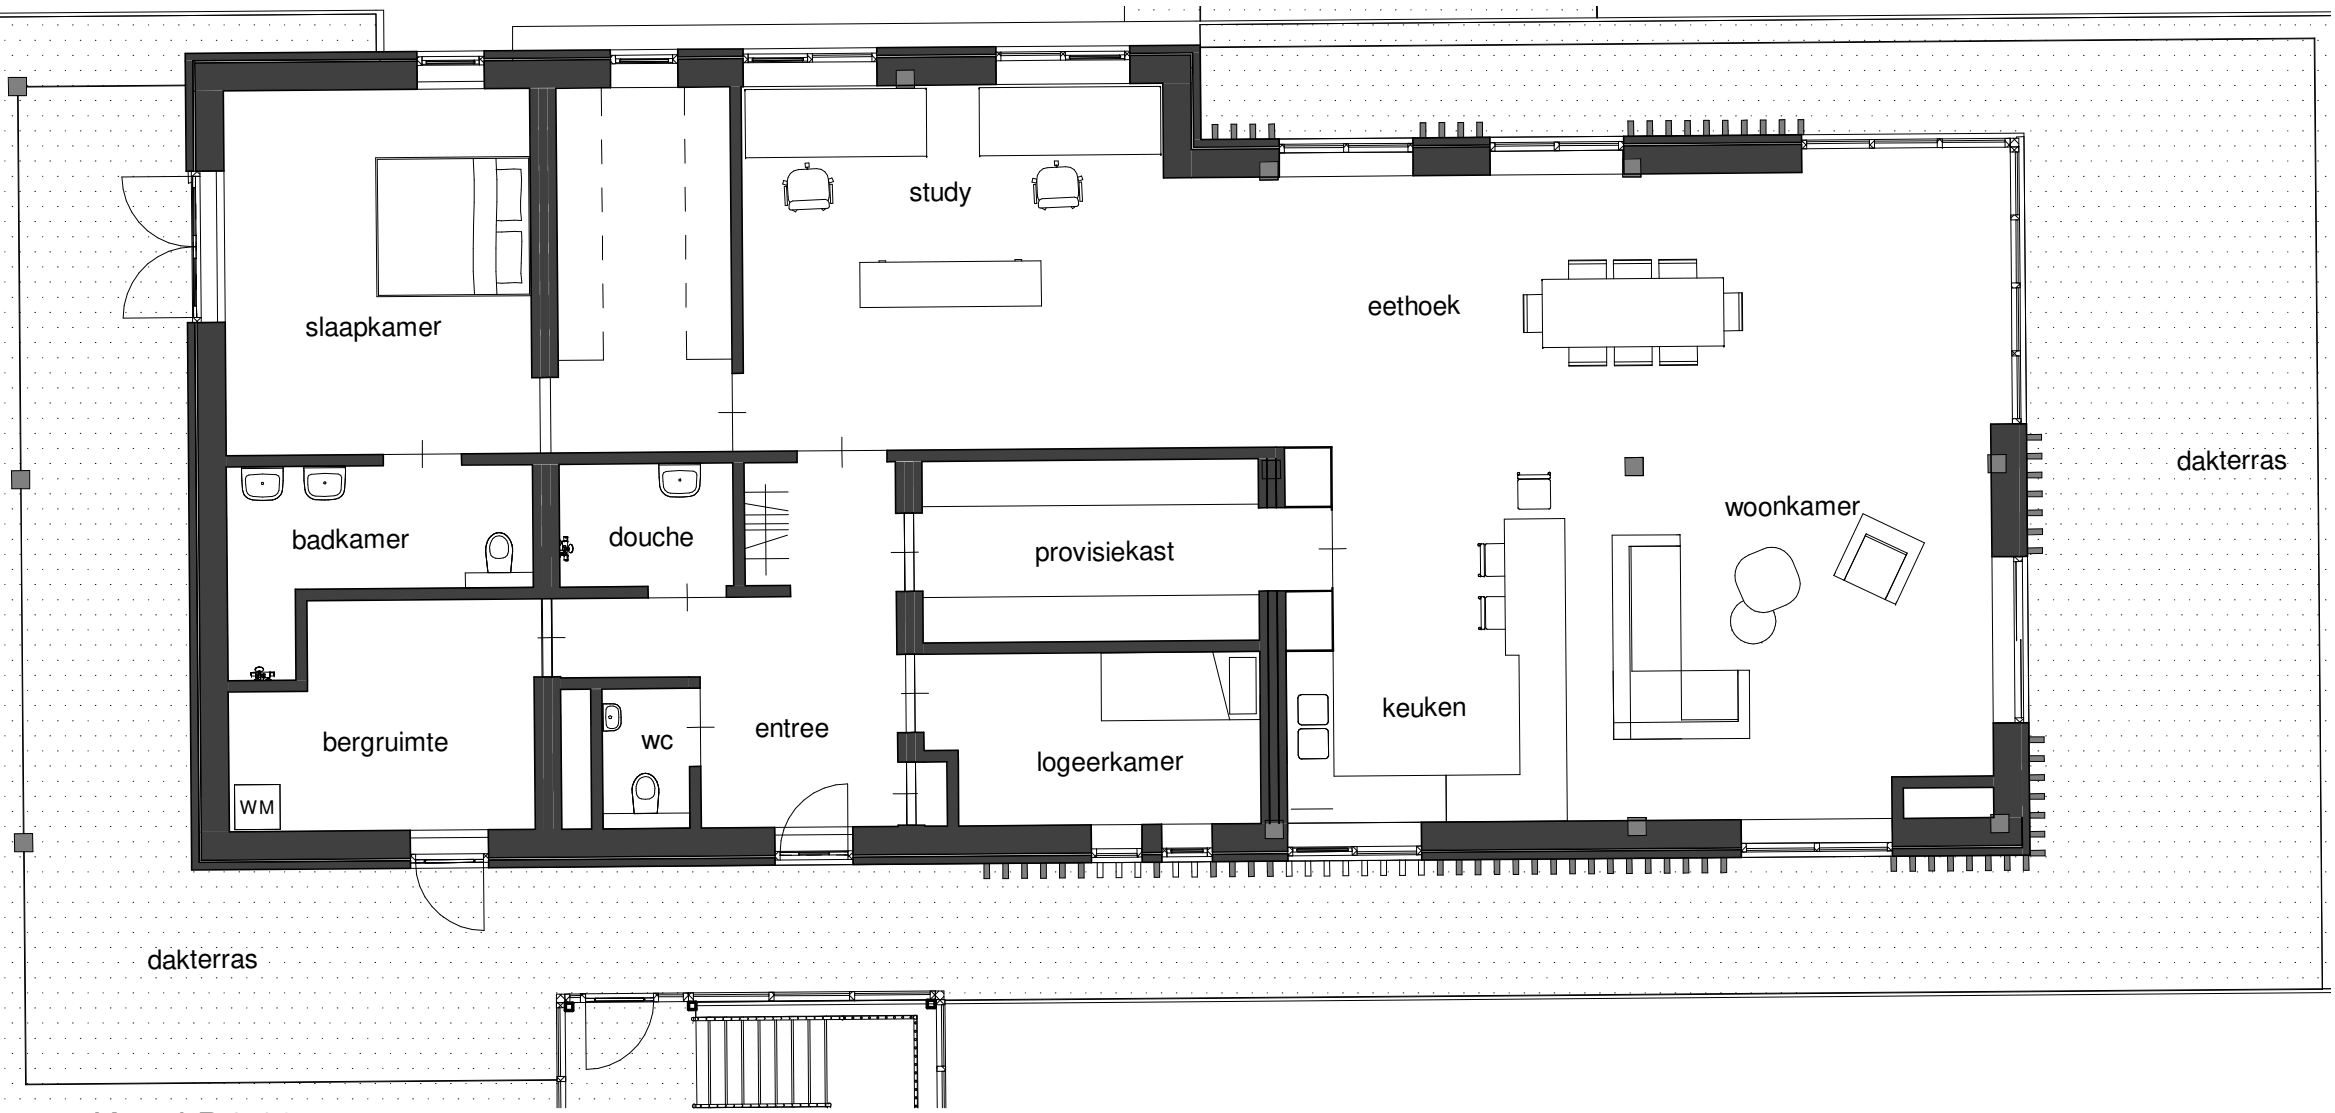 study
eethoek
slaapkamer
dakterras
woonkamer
badkamer
douche
provisiekast
keuken
entree
wc
bergruimte
logeerkamer
WM
dakterras